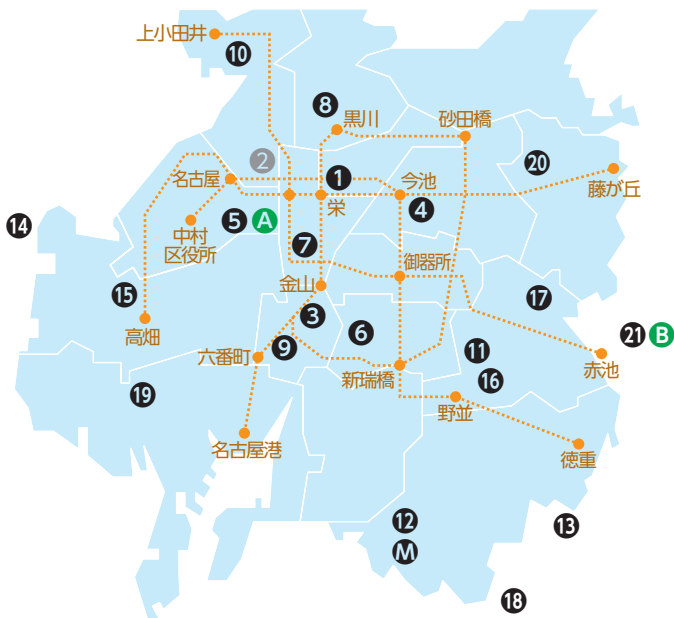 上小田井
⑩
⑧
黒川
砂田橋
②
⑳
名古屋
①
今池
藤が丘
栄
④
⑭
⑤
A
中村
区役所
⑦
御器所
金山
⑰
⑮
③
高畑
⑥
㉑
B
⑨
⑪
赤池
六番町
新瑞橋
⑯
⑲
野並
名古屋港
徳重
⑫
⑬
M
⑱